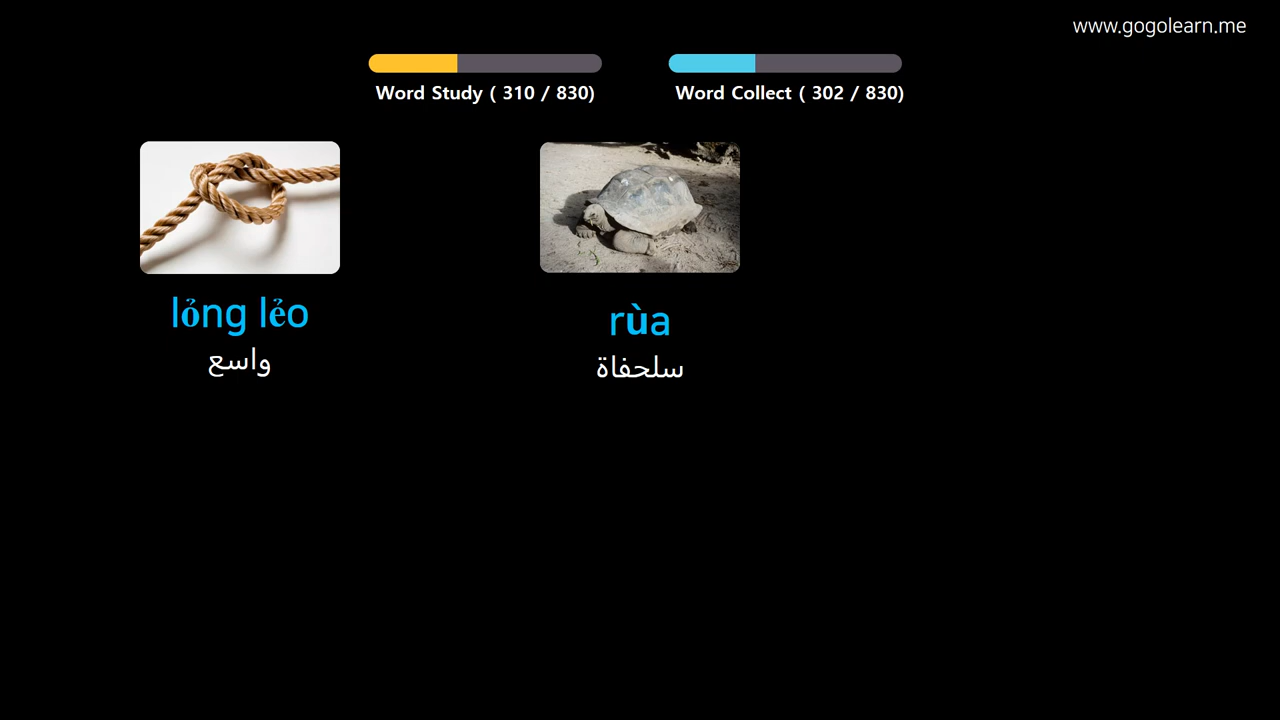 www.gogolearn.me
Word Study ( 310 / 830)
Word Collect ( 302 / 830)
lỏng lẻo
واسع
rùa
سلحفاة